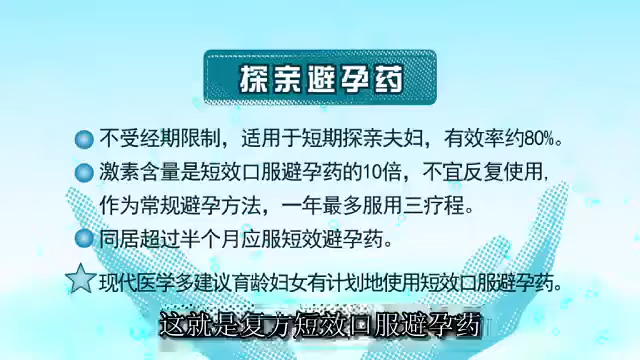 探亲避孕药
不受经期限制，适用于短期探亲夫妇，有效率约80%。
激素含量是短效口服避孕药的10倍，不宜反复使用，
作为常规避孕方法，一年最多服用三疗程。
同居超过半个月应服短效避孕药。
现代医学多建议育龄妇女有计划地使用短效口服避孕药。
这就是复方短效口服避孕药